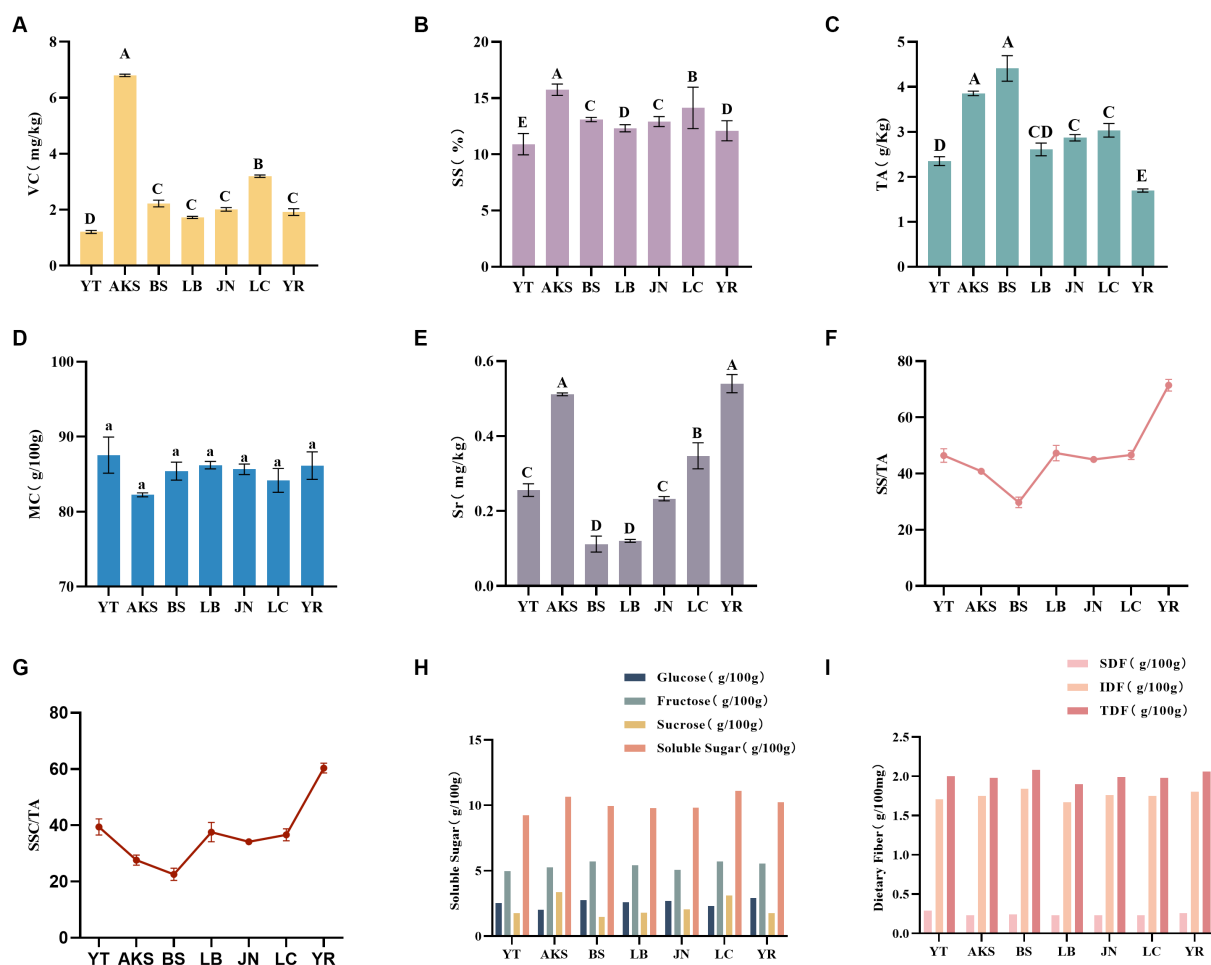 A
VC( mg/kg)
8
6
4
2
0
D
A
C
C
C
B
C
YT AKS BS LB JN LC YR
B
SS( %)
20
15
10
5
0
E
A
C
D
C
B
D
YT AKS BS LB JN LC YR
C
TA( g/Kg)
5
4
3
2
1
0
D
A
A
CD
C
C
E
YT AKS BS LB JN LC YR
D
MC( g/100g)
100
90
80
70
a
a
a
a
a
a
a
YT AKS BS LB JN LC YR
E
Sr( mg/kg)
0.6
0.4
0.2
0.0
C
A
D
D
C
B
A
YT AKS BS LB JN LC YR
F
SS/TA
80
60
40
20
0
YT AKS BS LB JN LC YR
G
SSC/TA
80
60
40
20
0
YT AKS BS LB JN LC YR
H
Glucose( g/100g)
Fructose( g/100g)
Sucrose( g/100g)
Soluble Sugar( g/100g)
Soluble Sugar( g/100g)
15
10
5
0
YT AKS BS LB JN LC YR
I
SDF( g/100g)
IDF( g/100g)
TDF( g/100g)
Dietary Fiber( g/100mg)
2.5
2.0
1.5
1.0
0.5
0.0
YT AKS BS LB JN LC YR